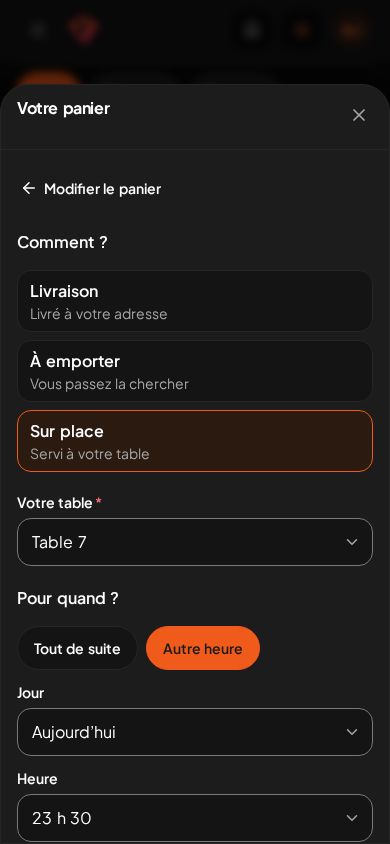 Votre panier
Modifier le panier
Comment ?
Livraison
Livré à votre adresse
À emporter
Vous passez la chercher
Sur place
Servi à votre table
Votre table *
Table 7
Pour quand ?
Tout de suite
Autre heure
Jour
Aujourd’hui
Heure
23 h 30